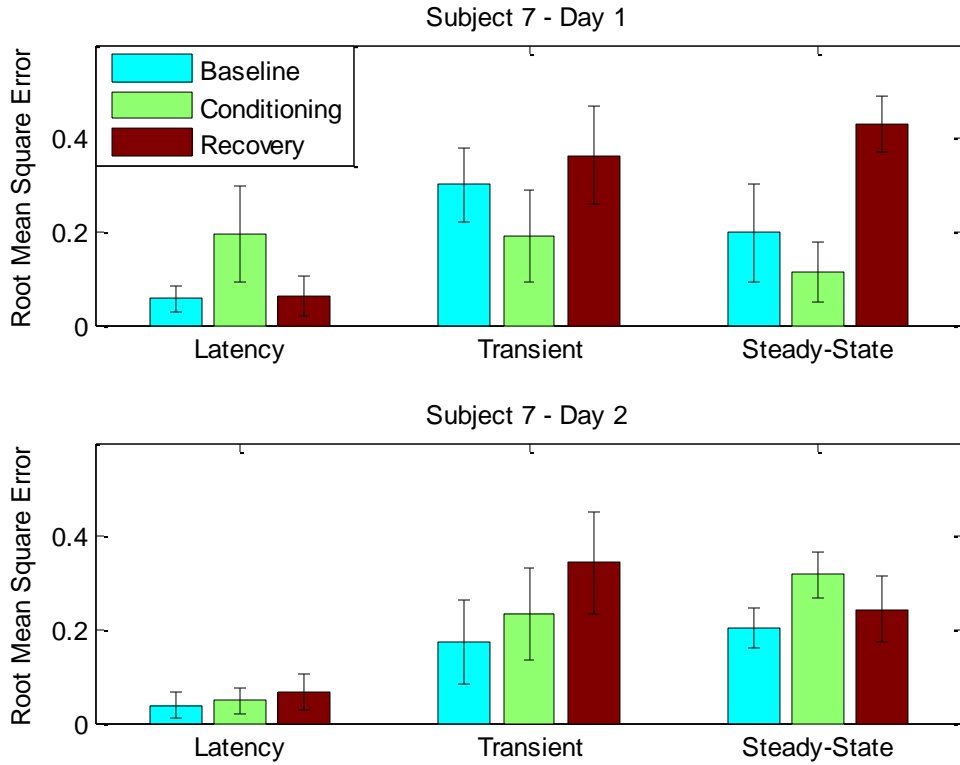 Subject 7 - Day 1
Root Mean Square Error
0.4
0.2
0
Baseline
Conditioning
Recovery
Latency
Transient
Steady-State
Subject 7 - Day 2
Root Mean Square Error
0.4
0.2
0
Latency
Transient
Steady-State